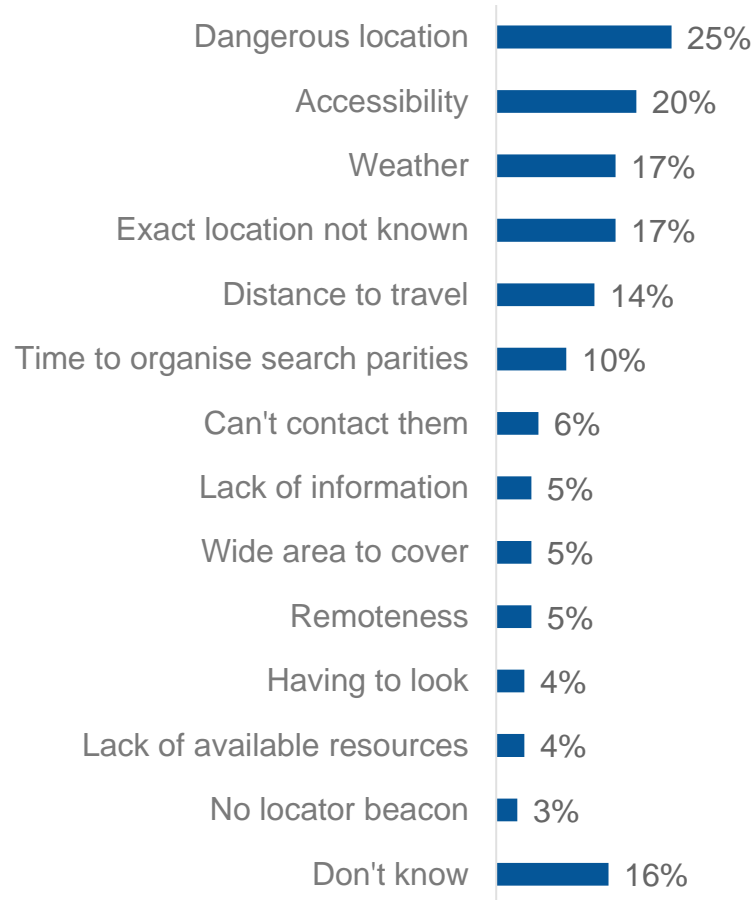 Dangerous location 25%
Accessibility 20%
Weather 17%
Exact location not known 17%
Distance to travel 14%
Time to organise search parities 10%
Can't contact them 6%
Lack of information 5%
Wide area to cover 5%
Remoteness 5%
Having to look 4%
Lack of available resources 4%
No locator beacon 3%
Don't know 16%